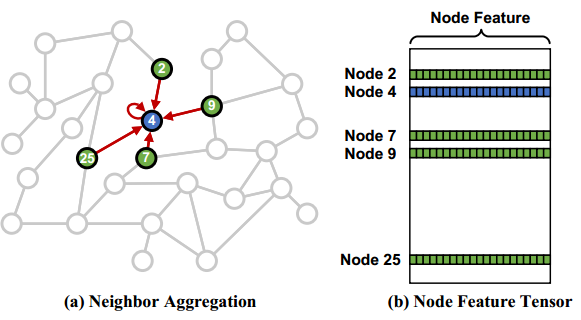 2
9
4
25
7
(a) Neighbor Aggregation
Node Feature
Node 2
Node 4
Node 7
Node 9
Node 25
(b) Node Feature Tensor